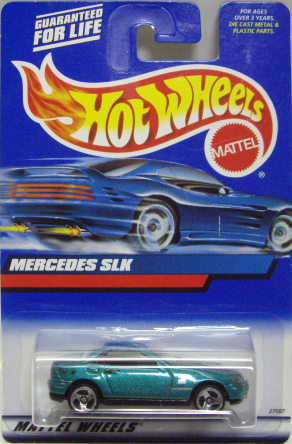 GUARANTEED
FOR LIFE
FOR AGES
OVER 3 YEARS.
DIE CAST METAL &
PLASTIC PARTS.
HOT WHEELS
MATTEL
®
MERCEDES SLK
27087
MATTEL WHEELS